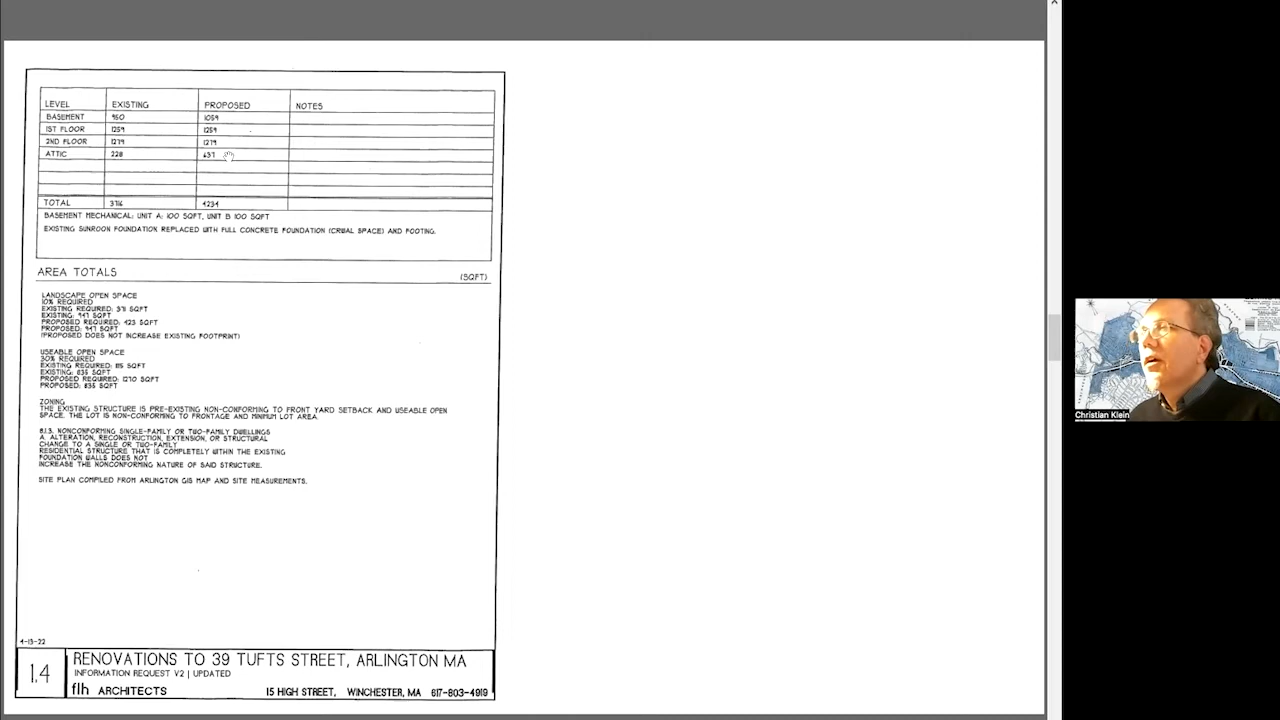 LEVEL EXISTING PROPOSED NOTES
BASEMENT 950 1059
1ST FLOOR 1259 1259
2ND FLOOR 1279 1279
ATTIC 228 637
TOTAL 3716 4234
BASEMENT MECHANICAL: UNIT A: 100 SQFT, UNIT B 100 SQFT
EXISTING SUNROON FOUNDATION REPLACED WITH FULL CONCRETE FOUNDATION (CRWAL SPACE) AND FOOTING.
AREA TOTALS (SQFT)
LANDSCAPE OPEN SPACE
10% REQUIRED
EXISTING REQUIRED: 371 SQFT
EXISTING: 947 SQFT
PROPOSED REQUIRED: 423 SQFT
PROPOSED: 947 SQFT
(PROPOSED DOES NOT INCREASE EXISTING FOOTPRINT)
USEABLE OPEN SPACE
30% REQUIRED
EXISTING REQUIRED: SQFT
EXISTING: 835 SQFT
PROPOSED REQUIRED: 1270 SQFT
PROPOSED: 835 SQFT
ZONING
THE EXISTING STRUCTURE IS PRE-EXISTING NON-CONFORMING TO FRONT YARD SETBACK AND USEABLE OPEN
SPACE. THE LOT IS NON-CONFORMING TO FRONTAGE AND MINIMUM LOT AREA.
8.1.3. NONCONFORMING SINGLE-FAMILY OR TWO-FAMILY DWELLINGS
A. ALTERATION, RECONSTRUCTION, EXTENSION, OR STRUCTURAL
CHANGE TO A SINGLE OR TWO-FAMILY
RESIDENTIAL STRUCTURE THAT IS COMPLETELY WITHIN THE EXISTING
FOUNDATION WALLS DOES NOT
INCREASE THE NONCONFORMING NATURE OF SAID STRUCTURE.
SITE PLAN COMPILED FROM ARLINGTON GIS MAP AND SITE MEASUREMENTS.
4-13-22
1.4
RENOVATIONS TO 39 TUFTS STREET, ARLINGTON MA
INFORMATION REQUEST V2 | UPDATED
flh ARCHITECTS 15 HIGH STREET, WINCHESTER, MA 617-803-4919
Christian Klein